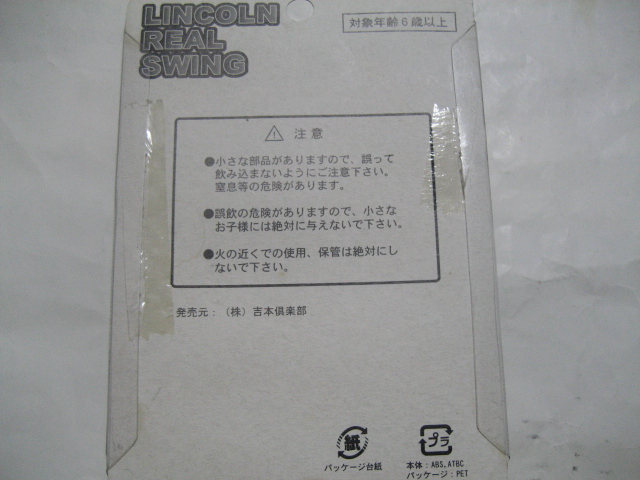 LINCOLN
REAL
SWING
対象年齢6歳以上
⚠ 注意
●小さな部品がありますので、誤って
飲み込まないようにご注意下さい。
窒息等の危険があります。
●誤飲の危険がありますので、小さな
お子様には絶対に与えないで下さい。
●火の近くでの使用、保管は絶対にし
ないで下さい。
発売元：（株）吉本倶楽部
紙
パッケージ台紙
プラ
本体：ABS,ATBC
パッケージ：PET